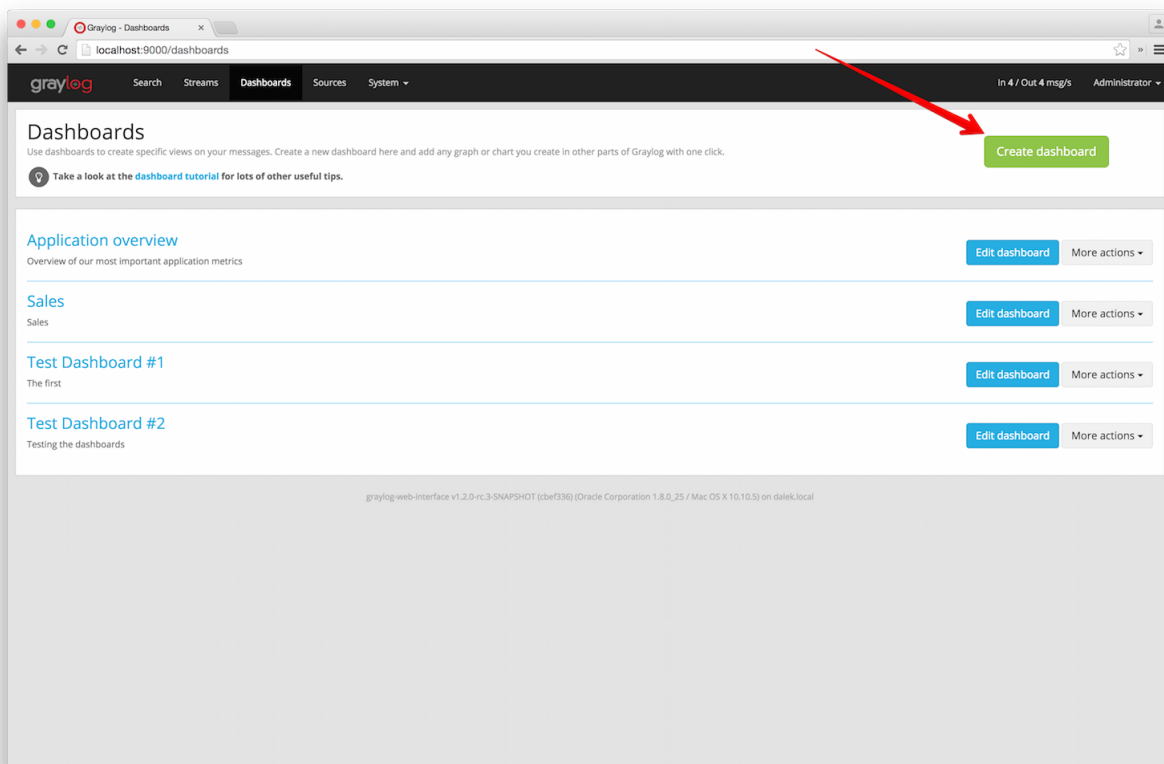 Graylog - Dashboards
localhost:9000/dashboards
graylog Search Streams Dashboards Sources System In 4 / Out 4 msg/s Administrator
Dashboards
Use dashboards to create specific views on your messages. Create a new dashboard here and add any graph or chart you create in other parts of Graylog with one click.
Create dashboard
Take a look at the dashboard tutorial for lots of other useful tips.
Application overview
Overview of our most important application metrics
Edit dashboard More actions
Sales
Sales
Edit dashboard More actions
Test Dashboard #1
The first
Edit dashboard More actions
Test Dashboard #2
Testing the dashboards
Edit dashboard More actions
graylog-web-interface v1.2.0-rc.3-SNAPSHOT (cbef336) (Oracle Corporation 1.8.0_25 / Mac OS X 10.10.5) on dalek.local